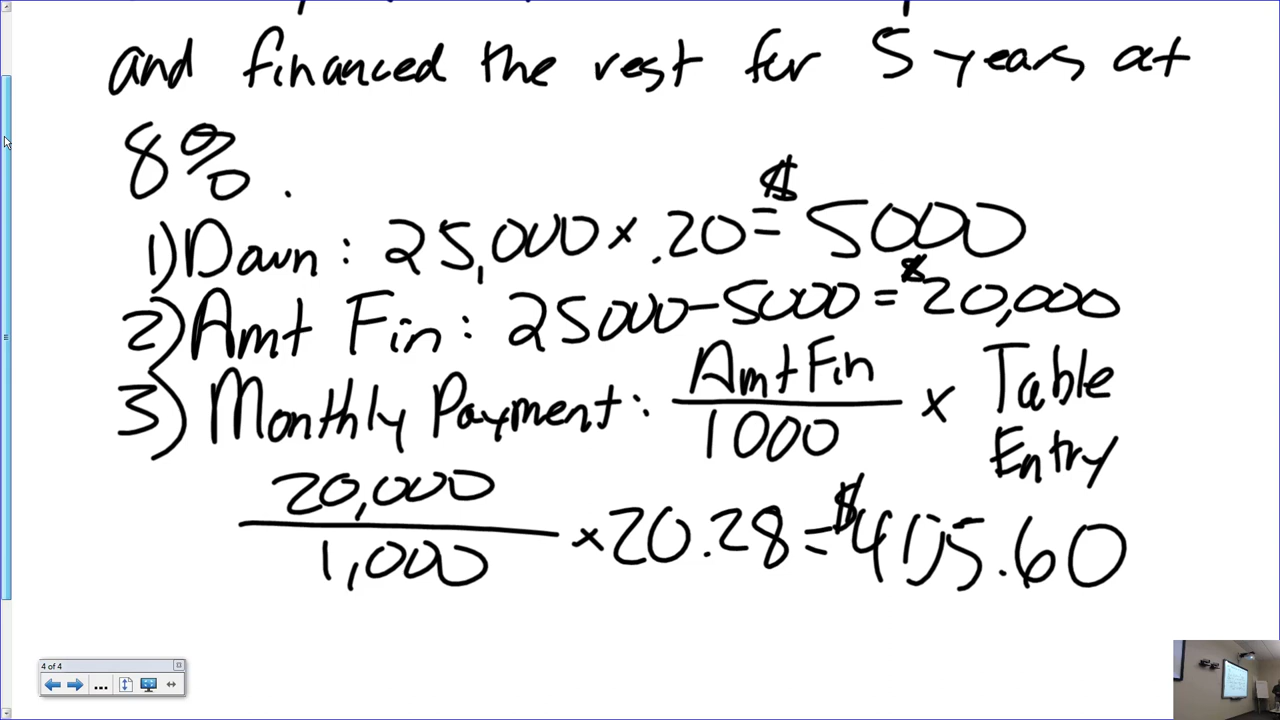 and financed the rest for 5 years at
8%.
1) Down: 25,000 x .20 = $5000
2) Amt Fin: 25000 - 5000 = $20,000
3) Monthly Payment: Amt Fin / 1000 x Table Entry
20,000 / 1,000 x 20.28 = $405.60
4 of 4